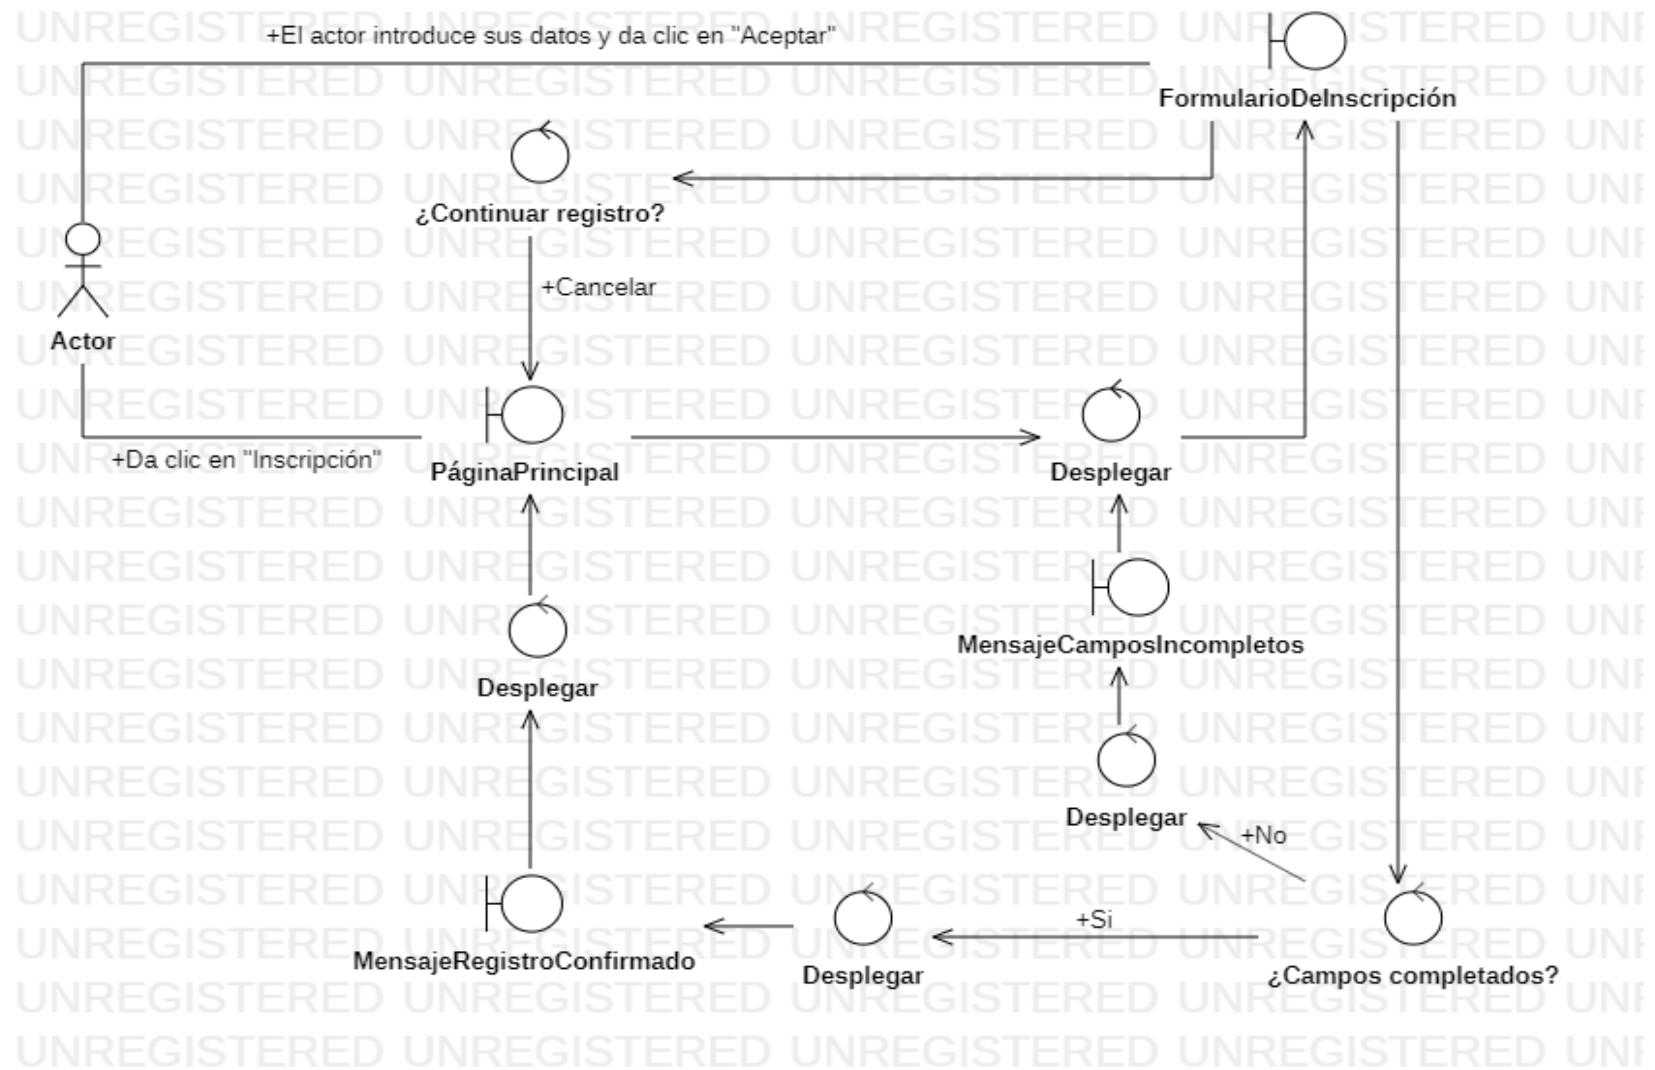 +El actor introduce sus datos y da clic en "Aceptar"
FormularioDeInscripción
¿Continuar registro?
+Cancelar
Actor
+Da clic en "Inscripción"
PáginaPrincipal
Desplegar
MensajeCamposIncompletos
Desplegar
Desplegar
+No
+Si
MensajeRegistroConfirmado
Desplegar
¿Campos completados?
UNREGISTERED